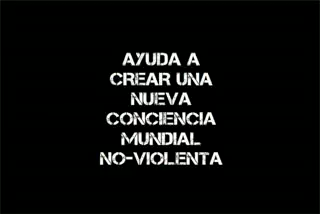 AYUDA A
CREAR UNA
NUEVA
CONCIENCIA
MUNDIAL
NO-VIOLENTA